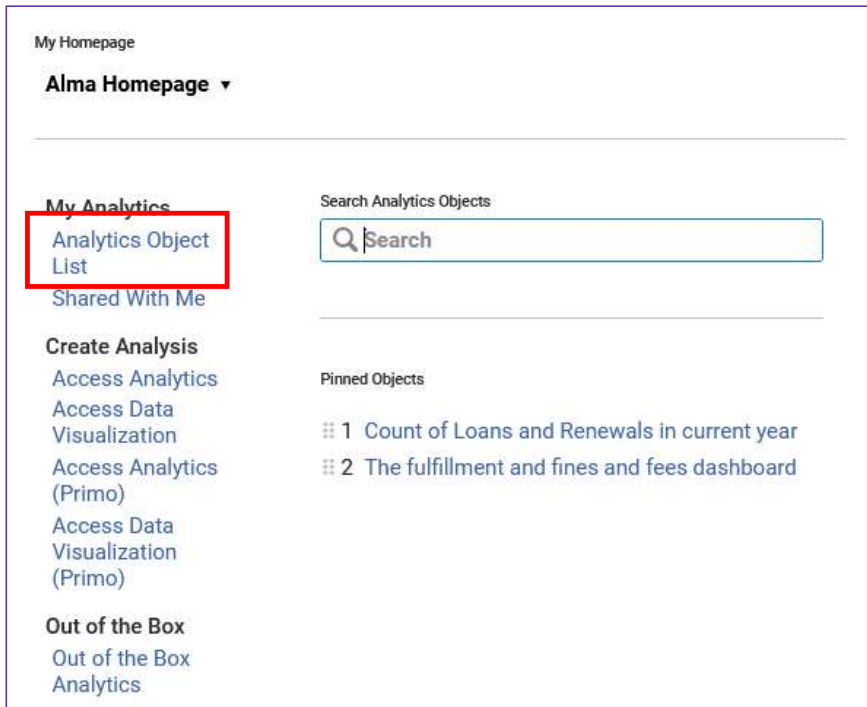 My Homepage
Alma Homepage ▼
My Analytics
Analytics Object
List
Shared With Me
Create Analysis
Access Analytics
Access Data
Visualization
Access Analytics
(Primo)
Access Data
Visualization
(Primo)
Out of the Box
Out of the Box
Analytics
Search Analytics Objects
Search
Pinned Objects
1 Count of Loans and Renewals in current year
2 The fulfillment and fines and fees dashboard